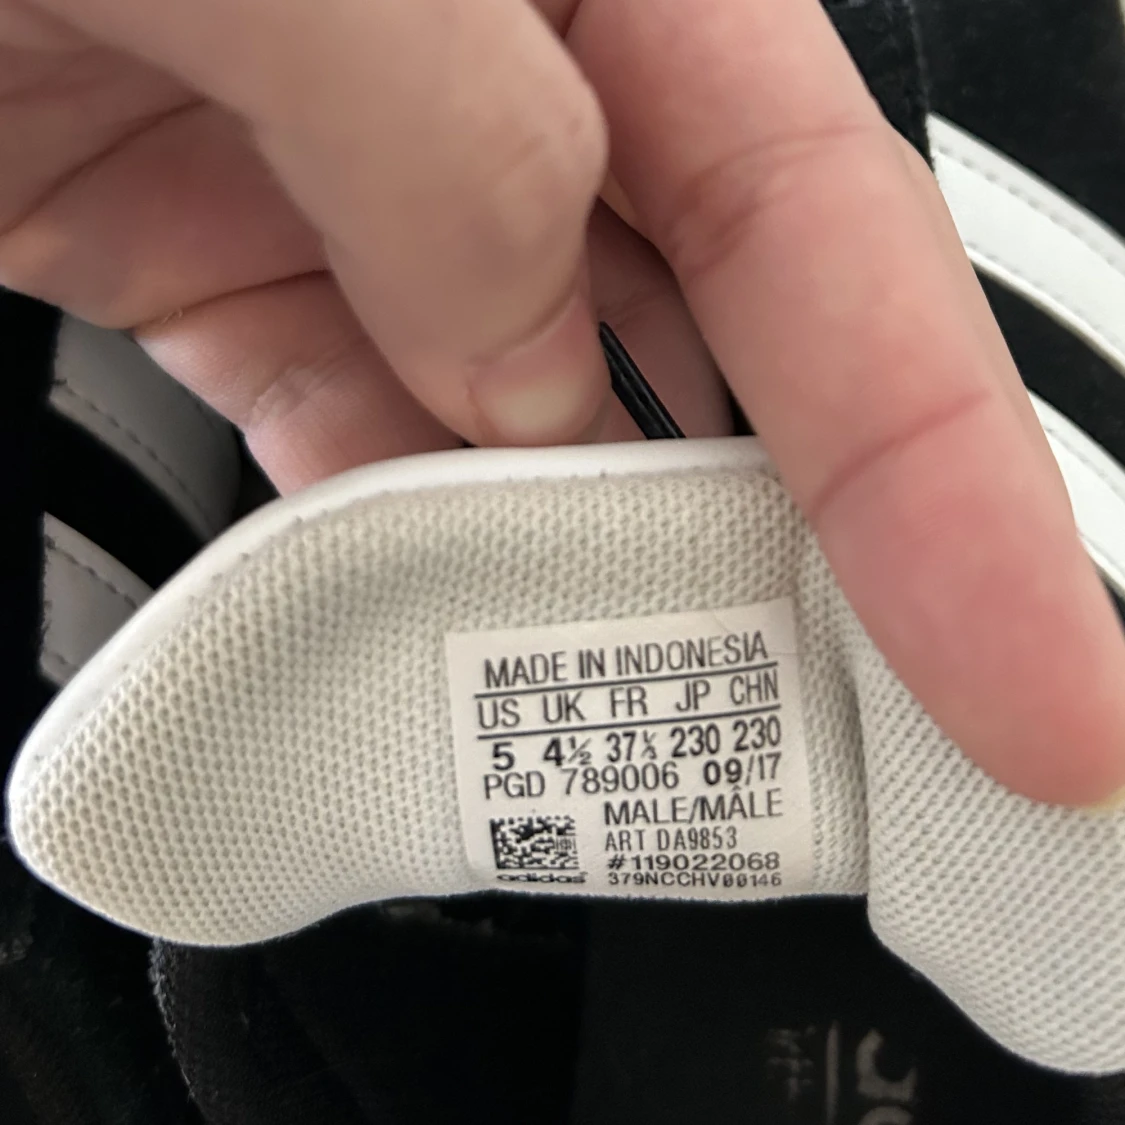 MADE IN INDONESIA
US UK FR JP CHN
5 4½ 37⅓ 230 230
PGD 789006 09/17
MALE/MÂLE
ART DA9853
#119022068
adidas 379NCCHV00146